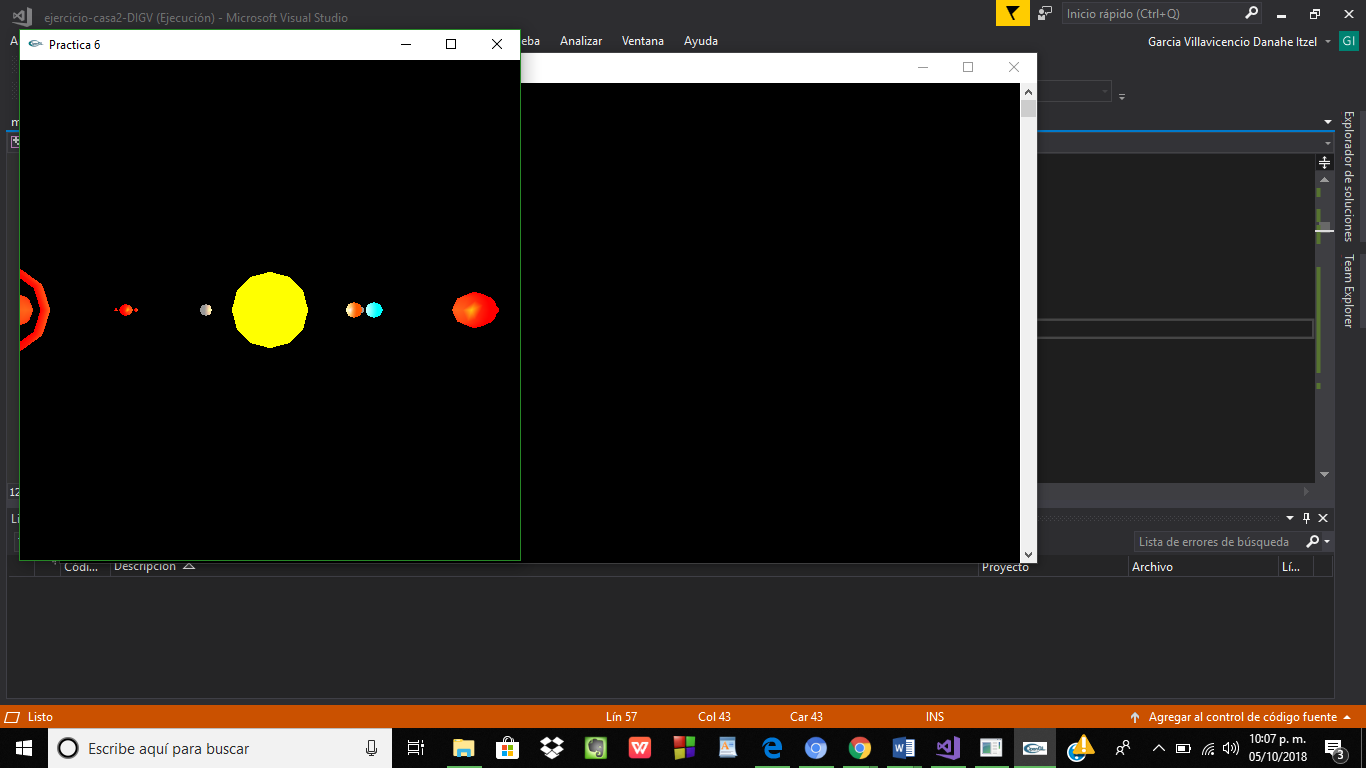 ejercicio-casa2-DIGV (Ejecución) - Microsoft Visual Studio
Inicio rápido (Ctrl+Q)
Practica 6
Analizar Ventana Ayuda
Garcia Villavicencio Danahe Itzel
GI
Explorador de soluciones
Team Explorer
Lista de errores de búsqueda
Códi... Descripción Proyecto Archivo Lí...
Listo Lín 57 Col 43 Car 43 INS Agregar al control de código fuente
Escribe aquí para buscar
10:07 p. m.
05/10/2018
3